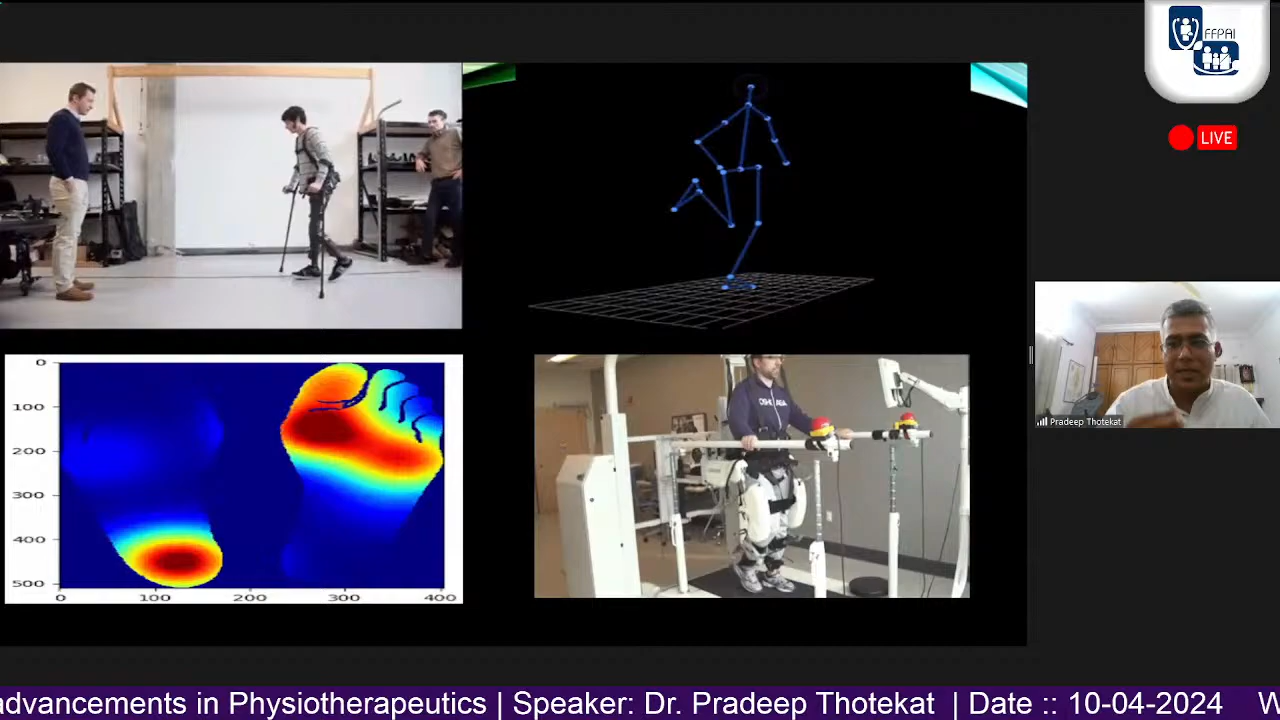 FFPAI
LIVE
0
100
200
300
400
500
0
100
200
300
400
Pradeep Thotekat
advancements in Physiotherapeutics | Speaker: Dr. Pradeep Thotekat | Date :: 10-04-2024 W